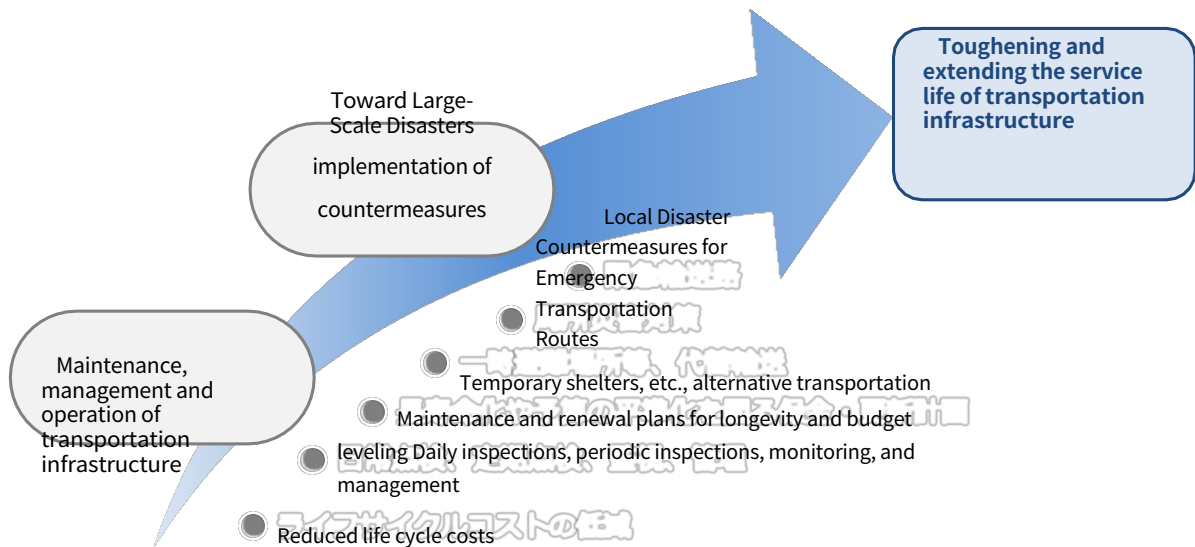 Toughening and
extending the service
life of transportation
infrastructure
Toward Large-
Scale Disasters
implementation of
countermeasures
Local Disaster
Countermeasures for
Emergency
Transportation
Routes
Maintenance,
management and
operation of
transportation
infrastructure
Temporary shelters, etc., alternative transportation
Maintenance and renewal plans for longevity and budget
leveling Daily inspections, periodic inspections, monitoring, and
management
ライフサイクルコストの低減
Reduced life cycle costs